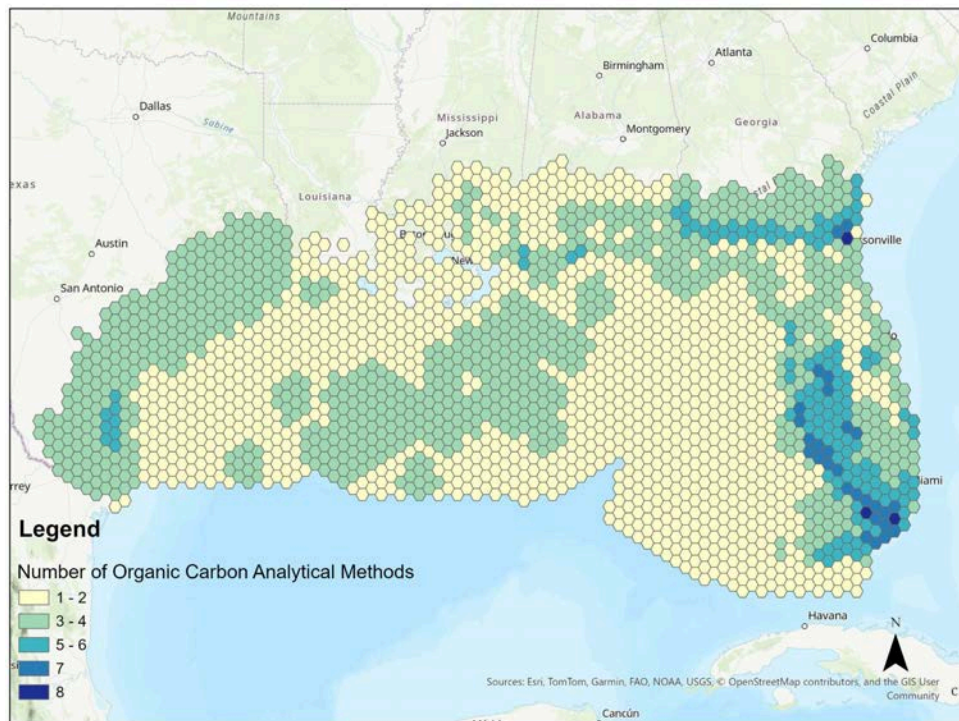 Mountains
Columbia
Atlanta
Birmingham
Dallas
Coastal Plain
Sabine
Mississippi
Alabama
Georgia
Jackson
Montgomery
exas
Louisiana
Austin
New
sonville
San Antonio
rrey
iami
Legend
Number of Organic Carbon Analytical Methods
1 - 2
3 - 4
5 - 6
7
8
Havana
N
Sources: Esri, TomTom, Garmin, FAO, NOAA, USGS, © OpenStreetMap contributors, and the GIS User
Community
Cancún